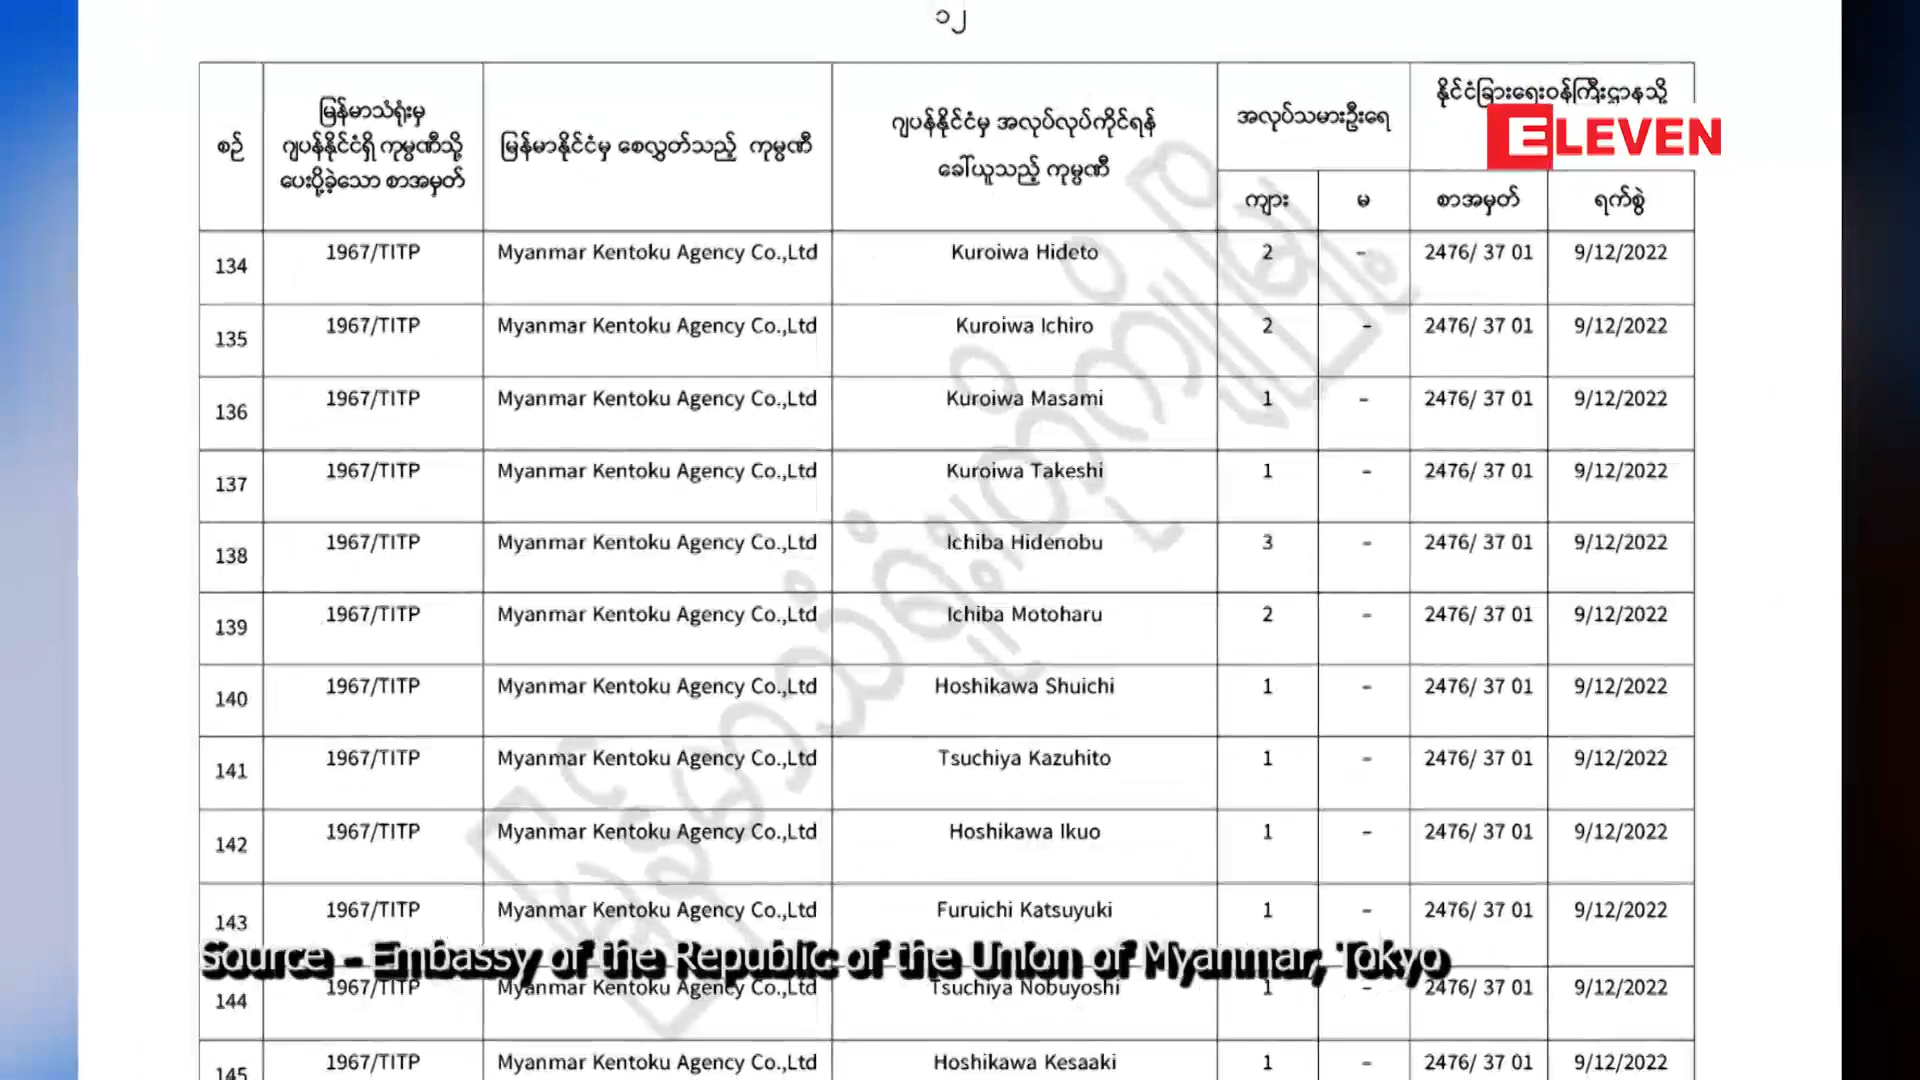 ၁၂
စဉ်
မြန်မာသံရုံးမှ
ဂျပန်နိုင်ငံရှိ ကုမ္ပဏီသို့
ပေးပို့ခဲ့သော စာအမှတ်
မြန်မာနိုင်ငံမှ စေလွှတ်သည့် ကုမ္ပဏီ
ဂျပန်နိုင်ငံမှ အလုပ်လုပ်ကိုင်ရန်
ခေါ်ယူသည့် ကုမ္ပဏီ
အလုပ်သမားဦးရေ
နိုင်ငံခြားရေးဝန်ကြီးဌာနသို့
ELEVEN
ကျား မ စာအမှတ် ရက်စွဲ
134 1967/TITP Myanmar Kentoku Agency Co.,Ltd Kuroiwa Hideto 2 - 2476/ 37 01 9/12/2022
135 1967/TITP Myanmar Kentoku Agency Co.,Ltd Kuroiwa Ichiro 2 - 2476/ 37 01 9/12/2022
136 1967/TITP Myanmar Kentoku Agency Co.,Ltd Kuroiwa Masami 1 - 2476/ 37 01 9/12/2022
137 1967/TITP Myanmar Kentoku Agency Co.,Ltd Kuroiwa Takeshi 1 - 2476/ 37 01 9/12/2022
138 1967/TITP Myanmar Kentoku Agency Co.,Ltd Ichiba Hidenobu 3 - 2476/ 37 01 9/12/2022
139 1967/TITP Myanmar Kentoku Agency Co.,Ltd Ichiba Motoharu 2 - 2476/ 37 01 9/12/2022
140 1967/TITP Myanmar Kentoku Agency Co.,Ltd Hoshikawa Shuichi 1 - 2476/ 37 01 9/12/2022
141 1967/TITP Myanmar Kentoku Agency Co.,Ltd Tsuchiya Kazuhito 1 - 2476/ 37 01 9/12/2022
142 1967/TITP Myanmar Kentoku Agency Co.,Ltd Hoshikawa Ikuo 1 - 2476/ 37 01 9/12/2022
143 1967/TITP Myanmar Kentoku Agency Co.,Ltd Furuichi Katsuyuki 1 - 2476/ 37 01 9/12/2022
Source - Embassy of the Republic of the Union of Myanmar, Tokyo
144 1967/TITP Myanmar Kentoku Agency Co.,Ltd Tsuchiya Nobuyoshi 1 - 2476/ 37 01 9/12/2022
145 1967/TITP Myanmar Kentoku Agency Co.,Ltd Hoshikawa Kesaaki 1 - 2476/ 37 01 9/12/2022
မြန်မာသံရုံး၊တိုကျိုမြို့